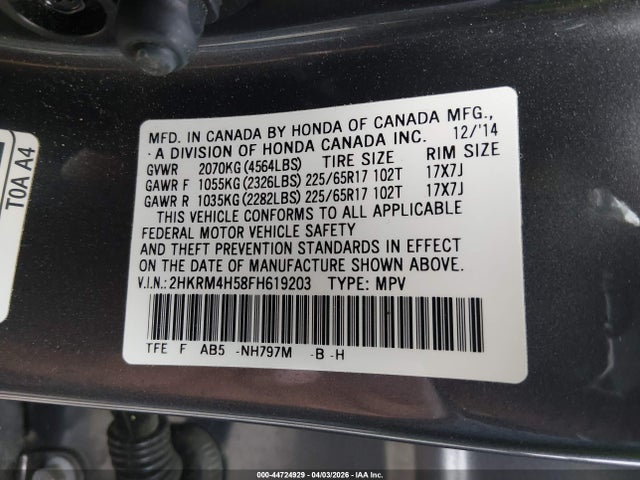 MFD. IN CANADA BY HONDA OF CANADA MFG.,
A DIVISION OF HONDA CANADA INC. 12/'14
GVWR 2070KG (4564LBS) TIRE SIZE RIM SIZE
GAWR F 1055KG (2326LBS) 225/65R17 102T 17X7J
GAWR R 1035KG (2282LBS) 225/65R17 102T 17X7J
THIS VEHICLE CONFORMS TO ALL APPLICABLE
FEDERAL MOTOR VEHICLE SAFETY
AND THEFT PREVENTION STANDARDS IN EFFECT
ON THE DATE OF MANUFACTURE SHOWN ABOVE.
V.I.N.: 2HKRM4H58FH619203 TYPE: MPV
TFE F AB5 -NH797M -B -H
T0A A4
000-44724929 - 04/03/2026 - IAA Inc.